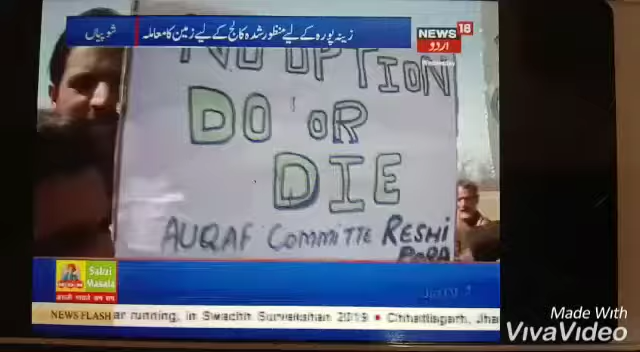 شوپیاں
زینہ پورہ کے لیے منظور شدہ کالج کے لیے زمین کا معاملہ
NEWS 18
اردو
Wednesday
NO OPTION
DO OR
DIE
AUQAF COMMITTE RESHI
PORA
Sabji
Masala
NEWS FLASH
ar running, in Swachh Survekshan 2019 • Chhattisgarh, Jha
Made With
VivaVideo